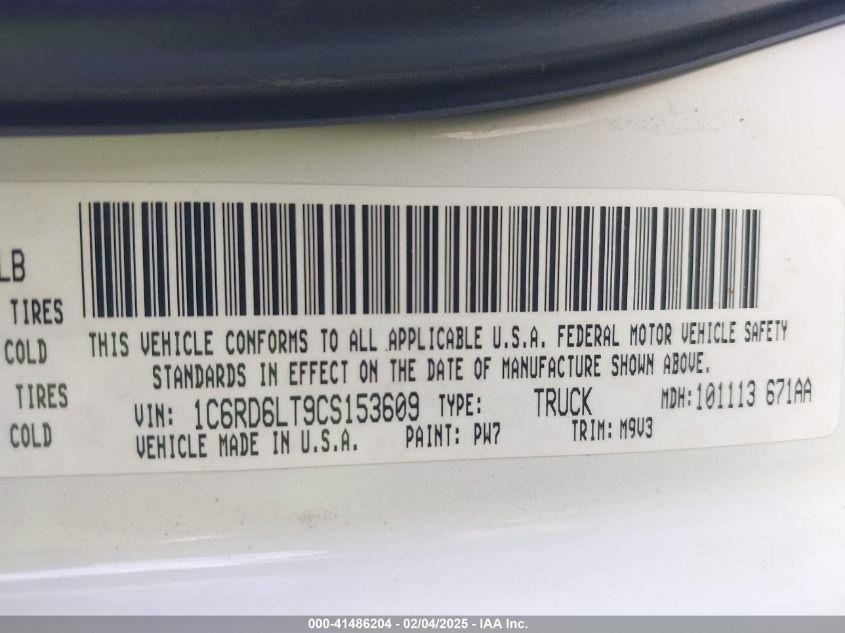 LB
TIRES
COLD
TIRES
COLD
THIS VEHICLE CONFORMS TO ALL APPLICABLE U.S.A. FEDERAL MOTOR VEHICLE SAFETY
STANDARDS IN EFFECT ON THE DATE OF MANUFACTURE SHOWN ABOVE.
VIN: 1C6RD6LT9CS153609 TYPE: TRUCK MDH:101113 671AA
VEHICLE MADE IN U.S.A. PAINT: PW7 TRIM: M9V3
000-41486204 - 02/04/2025 - IAA Inc.